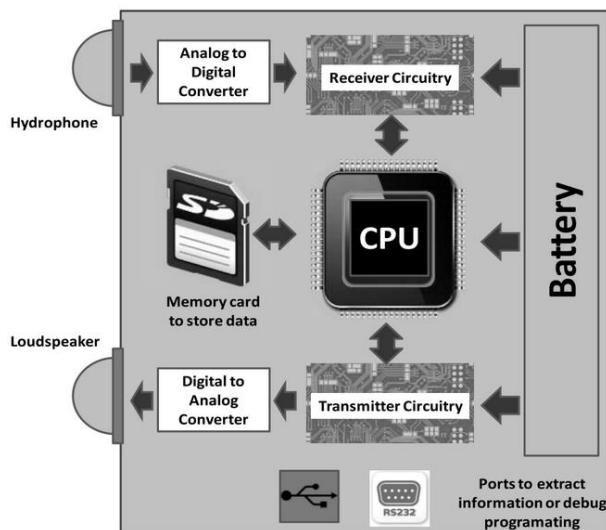 Analog to
Digital
Converter
Receiver Circuitry
Hydrophone
SD
CPU
Battery
Memory card
to store data
Loudspeaker
Digital to
Analog
Converter
Transmitter Circuitry
RS232
Ports to extract
information or debug
programating